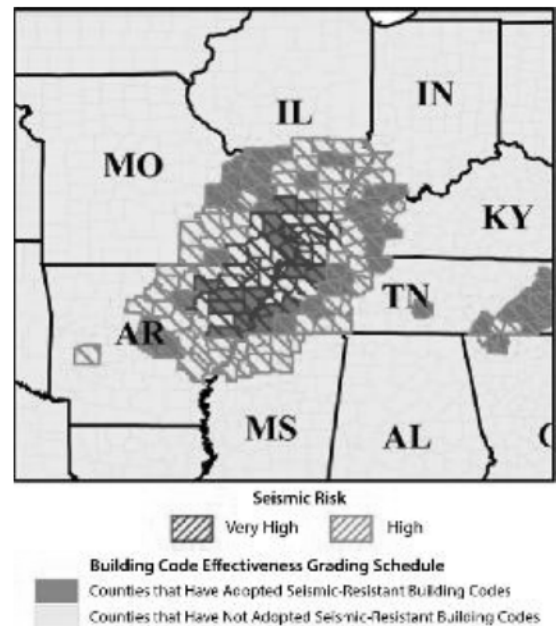 IL
IN
MO
KY
TN
AR
MS
AL
Seismic Risk
Very High
High
Building Code Effectiveness Grading Schedule
Counties that Have Adopted Seismic-Resistant Building Codes
Counties that Have Not Adopted Seismic-Resistant Building Codes